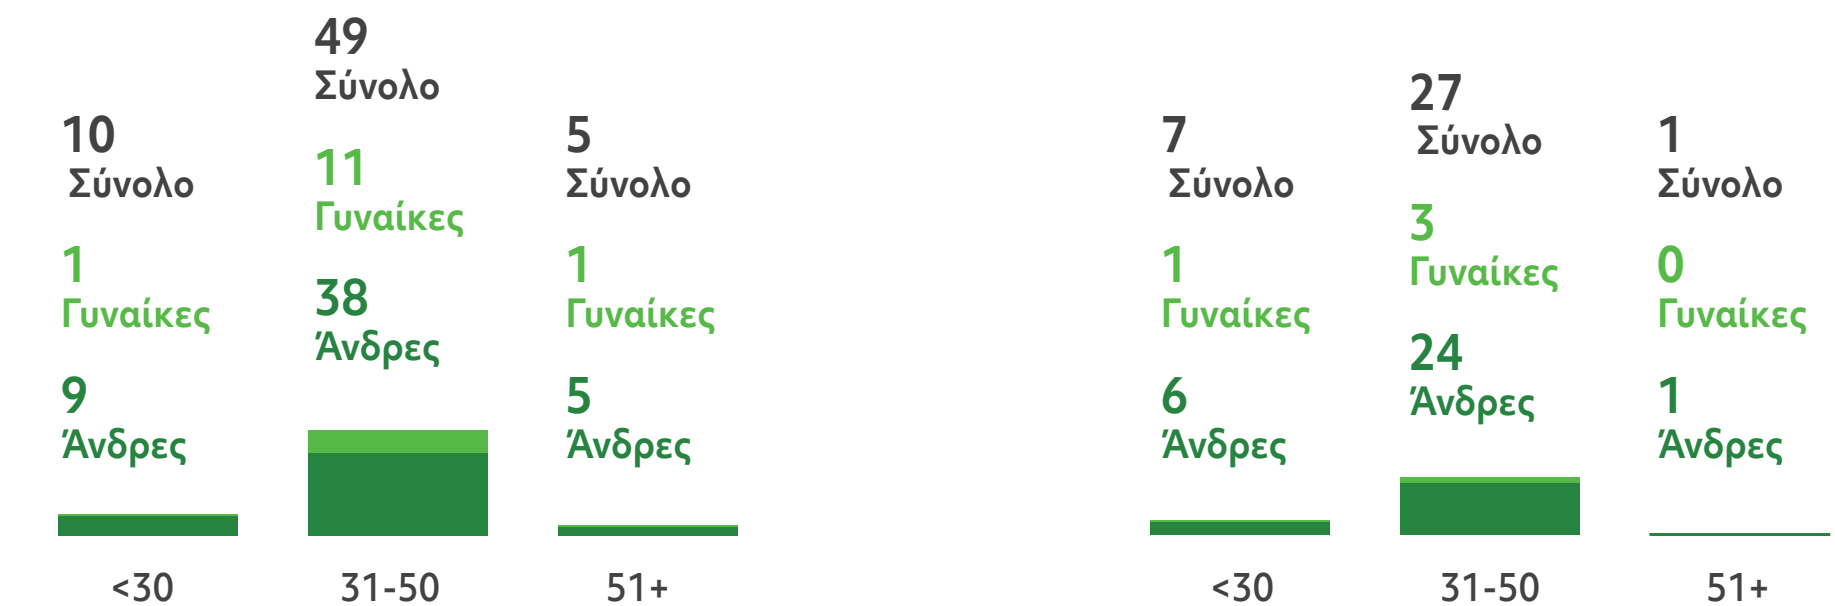 49
Σύνολο
11
Γυναίκες
38
Άνδρες
10
Σύνολο
1
Γυναίκες
9
Άνδρες
5
Σύνολο
1
Γυναίκες
5
Άνδρες
<30
31-50
51+
7
Σύνολο
1
Γυναίκες
6
Άνδρες
27
Σύνολο
3
Γυναίκες
24
Άνδρες
1
Σύνολο
0
Γυναίκες
1
Άνδρες
<30
31-50
51+